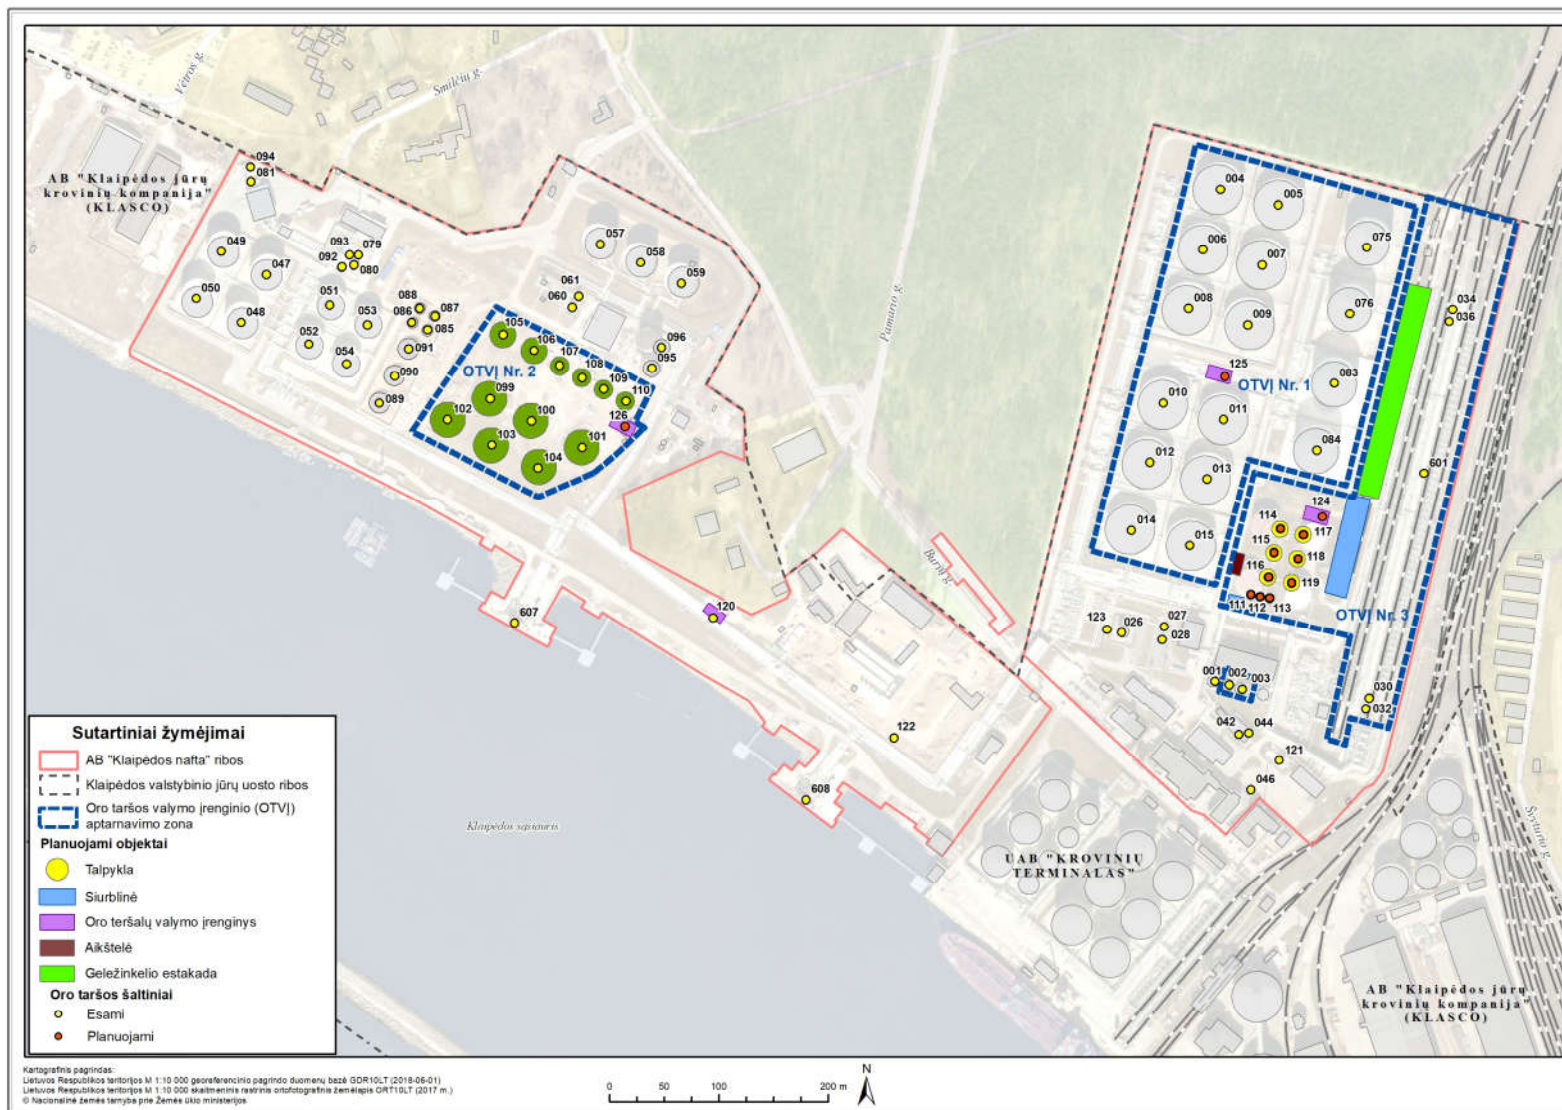 Vėtros g.
Smilčių g.
AB "Klaipėdos jūrų
krovinių kompanija"
(KLASCO)
094
081
049
047
050
048
093
079
092
080
051
053
052
054
088
087
086
085
091
090
089
057
058
059
061
060
096
095
105
106
107
108
109
110
OTVĮ Nr. 2
099
100
102
103
101
104
126
Pamario g.
Burių g.
004
005
006
007
075
008
009
076
034
036
125
OTVĮ Nr. 1
083
010
011
084
012
013
601
014
015
124
114
117
115
118
116
119
111
112
113
OTVĮ Nr. 3
123
026
027
028
001
002
003
030
032
042
044
121
046
607
120
122
608
Klaipėdos sąsiauris
UAB "KROVINIŲ
TERMINALAS"
Švyturio g.
AB "Klaipėdos jūrų
krovinių kompanija"
(KLASCO)
Sutartiniai žymėjimai
AB "Klaipėdos nafta" ribos
Klaipėdos valstybinio jūrų uosto ribos
Oro taršos valymo įrenginio (OTVĮ)
aptarnavimo zona
Planuojami objektai
Talpykla
Siurblinė
Oro teršalų valymo įrenginys
Aikštelė
Geležinkelio estakada
Oro taršos šaltiniai
Esami
Planuojami
Kartografinis pagrindas:
Lietuvos Respublikos teritorijos M 1:10 000 georeferencinio pagrindo duomenų bazė GDR10LT (2018-06-01)
Lietuvos Respublikos teritorijos M 1:10 000 skaitmeninis rastrinis ortofotografinis žemėlapis ORT10LT (2017 m.)
© Nacionalinė žemės tarnyba prie Žemės ūkio ministerijos
0 50 100 200 m
N